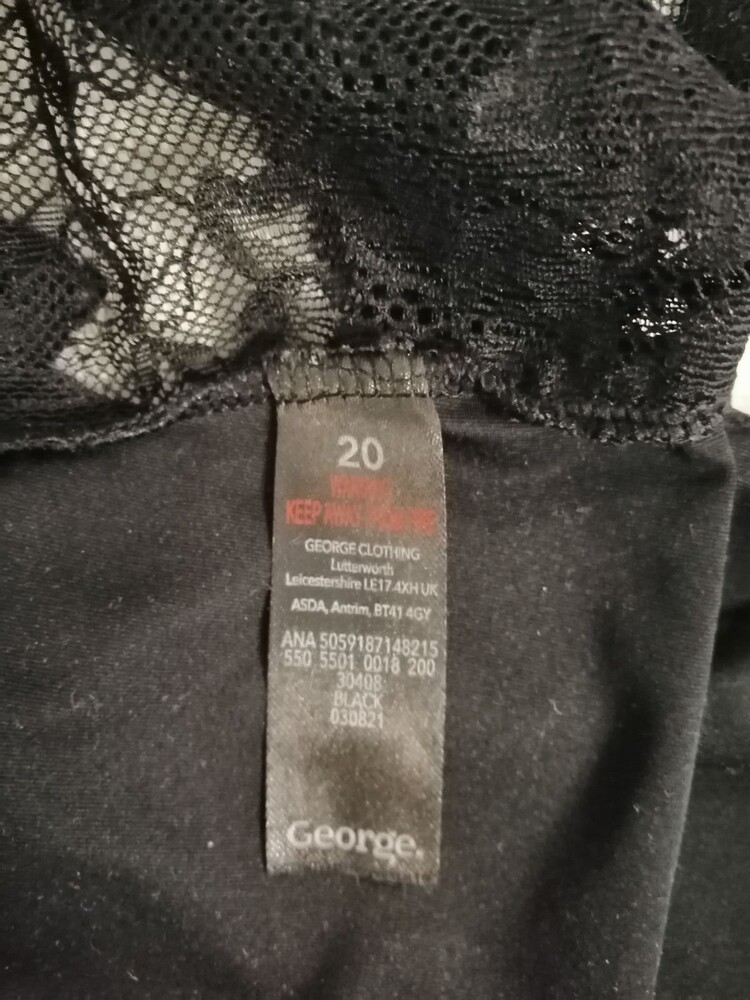 20
WARNING
KEEP AWAY FROM FIRE
GEORGE CLOTHING
Lutterworth
Leicestershire LE17 4XH UK
ASDA, Antrim, BT41 4GY
ANA 5059187148215
550 5501 0018 200
30408
BLACK
030821
George.